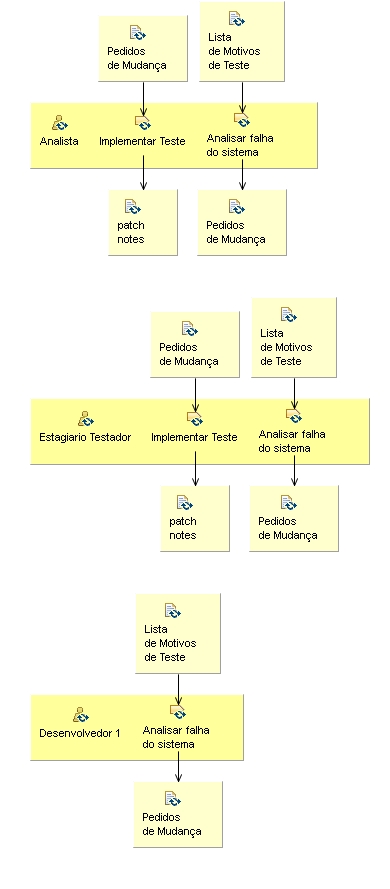 Pedidos
de Mudança
Lista
de Motivos
de Teste
Analista
Implementar Teste
Analisar falha
do sistema
patch
notes
Pedidos
de Mudança
Pedidos
de Mudança
Lista
de Motivos
de Teste
Estagiario Testador
Implementar Teste
Analisar falha
do sistema
patch
notes
Pedidos
de Mudança
Lista
de Motivos
de Teste
Desenvolvedor 1
Analisar falha
do sistema
Pedidos
de Mudança